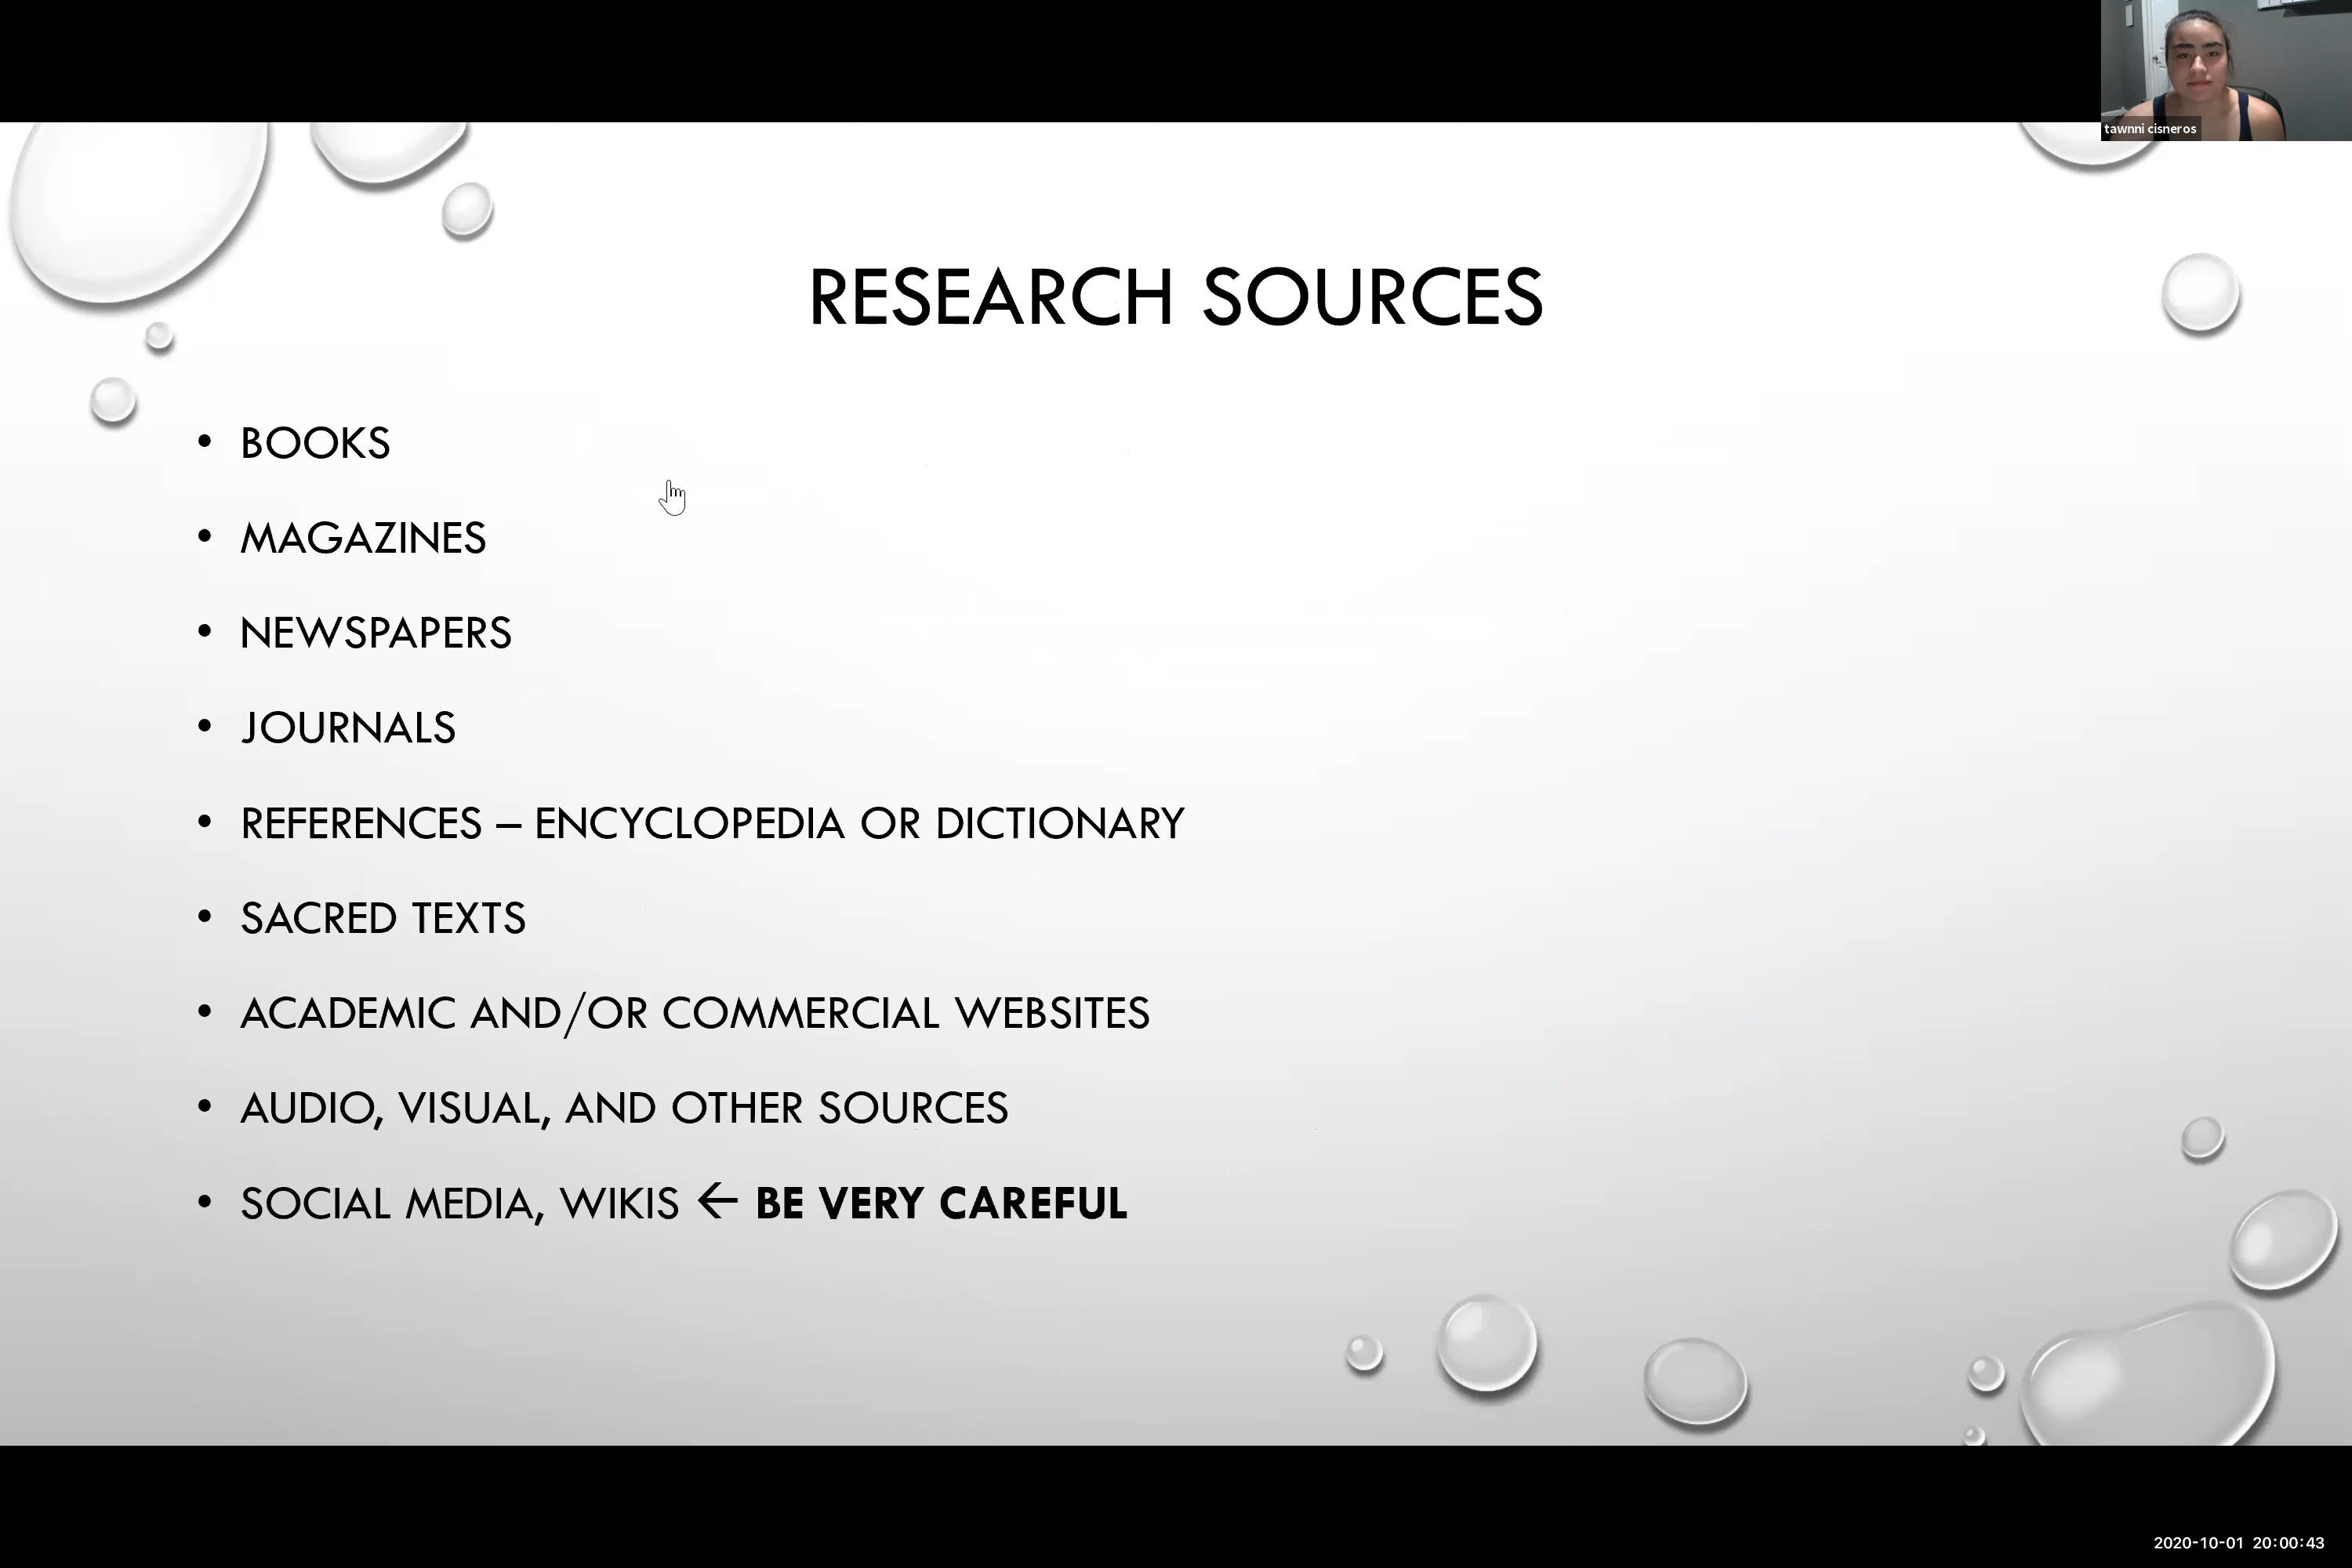 tawnni cisneros
RESEARCH SOURCES
• BOOKS
• MAGAZINES
• NEWSPAPERS
• JOURNALS
• REFERENCES – ENCYCLOPEDIA OR DICTIONARY
• SACRED TEXTS
• ACADEMIC AND/OR COMMERCIAL WEBSITES
• AUDIO, VISUAL, AND OTHER SOURCES
• SOCIAL MEDIA, WIKIS ← BE VERY CAREFUL
2020-10-01 20:00:43